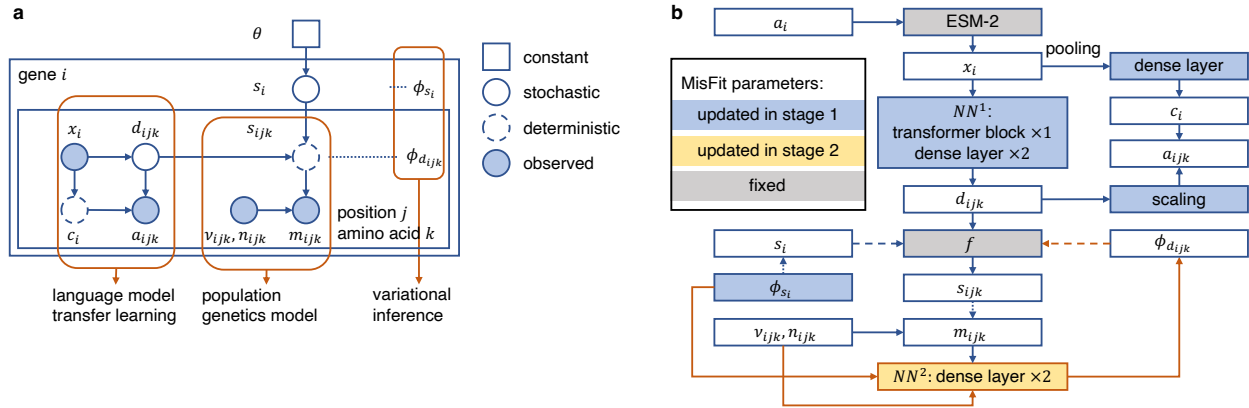 a
θ
gene i
s_i
ϕ_{s_i}
constant
stochastic
deterministic
observed
x_i
d_{ijk}
s_{ijk}
ϕ_{d_{ijk}}
c_i
a_{ijk}
ν_{ijk}, n_{ijk}
m_{ijk}
position j
amino acid k
language model
transfer learning
population
genetics model
variational
inference
b
a_i
ESM-2
pooling
x_i
dense layer
MisFit parameters:
updated in stage 1
updated in stage 2
fixed
NN^1:
transformer block ×1
dense layer ×2
c_i
a_{ijk}
d_{ijk}
scaling
s_i
f
ϕ_{d_{ijk}}
ϕ_{s_i}
s_{ijk}
ν_{ijk}, n_{ijk}
m_{ijk}
NN^2: dense layer ×2